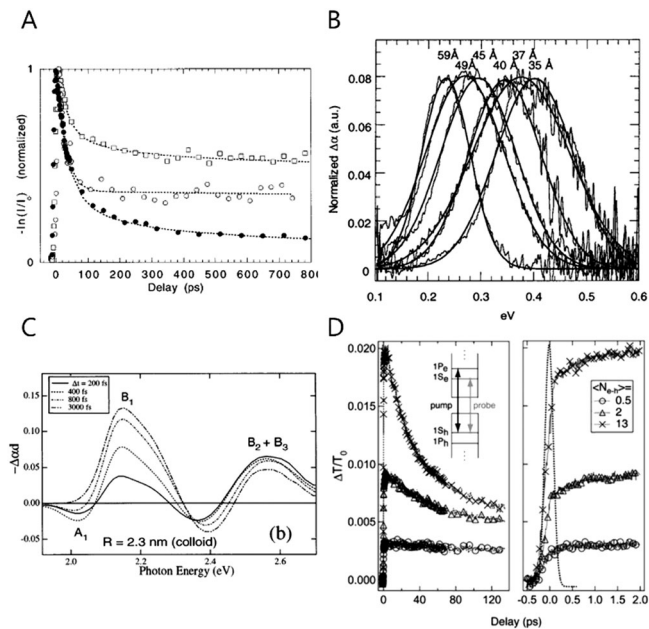 A
-ln(I/I₀) (normalized)
1
0
0 100 200 300 400 500 600 700 800
Delay (ps)
B
59Å 45 Å 37 Å
49Å 40 Å 35 Å
Normalized Δα (a.u.)
0.08
0.06
0.04
0.02
0
0.1 0.2 0.3 0.4 0.5 0.6
eV
C
Δt = 200 fs
400 fs
800 fs
3000 fs
B₁
B₂ + B₃
A₁
-Δαd
0.15
0.10
0.05
-0.00
-0.05
R = 2.3 nm (colloid)
(b)
2.0 2.2 2.4 2.6
Photon Energy (eV)
D
ΔT/T₀
0.020
0.015
0.010
0.005
0.000
1Pₑ
1Sₑ
pump probe
1Sₕ
1Pₕ
<Nₑ₋ₕ>=
0.5
2
13
0 40 80 120
-0.5 0.0 0.5 1.0 1.5 2.0
Delay (ps)